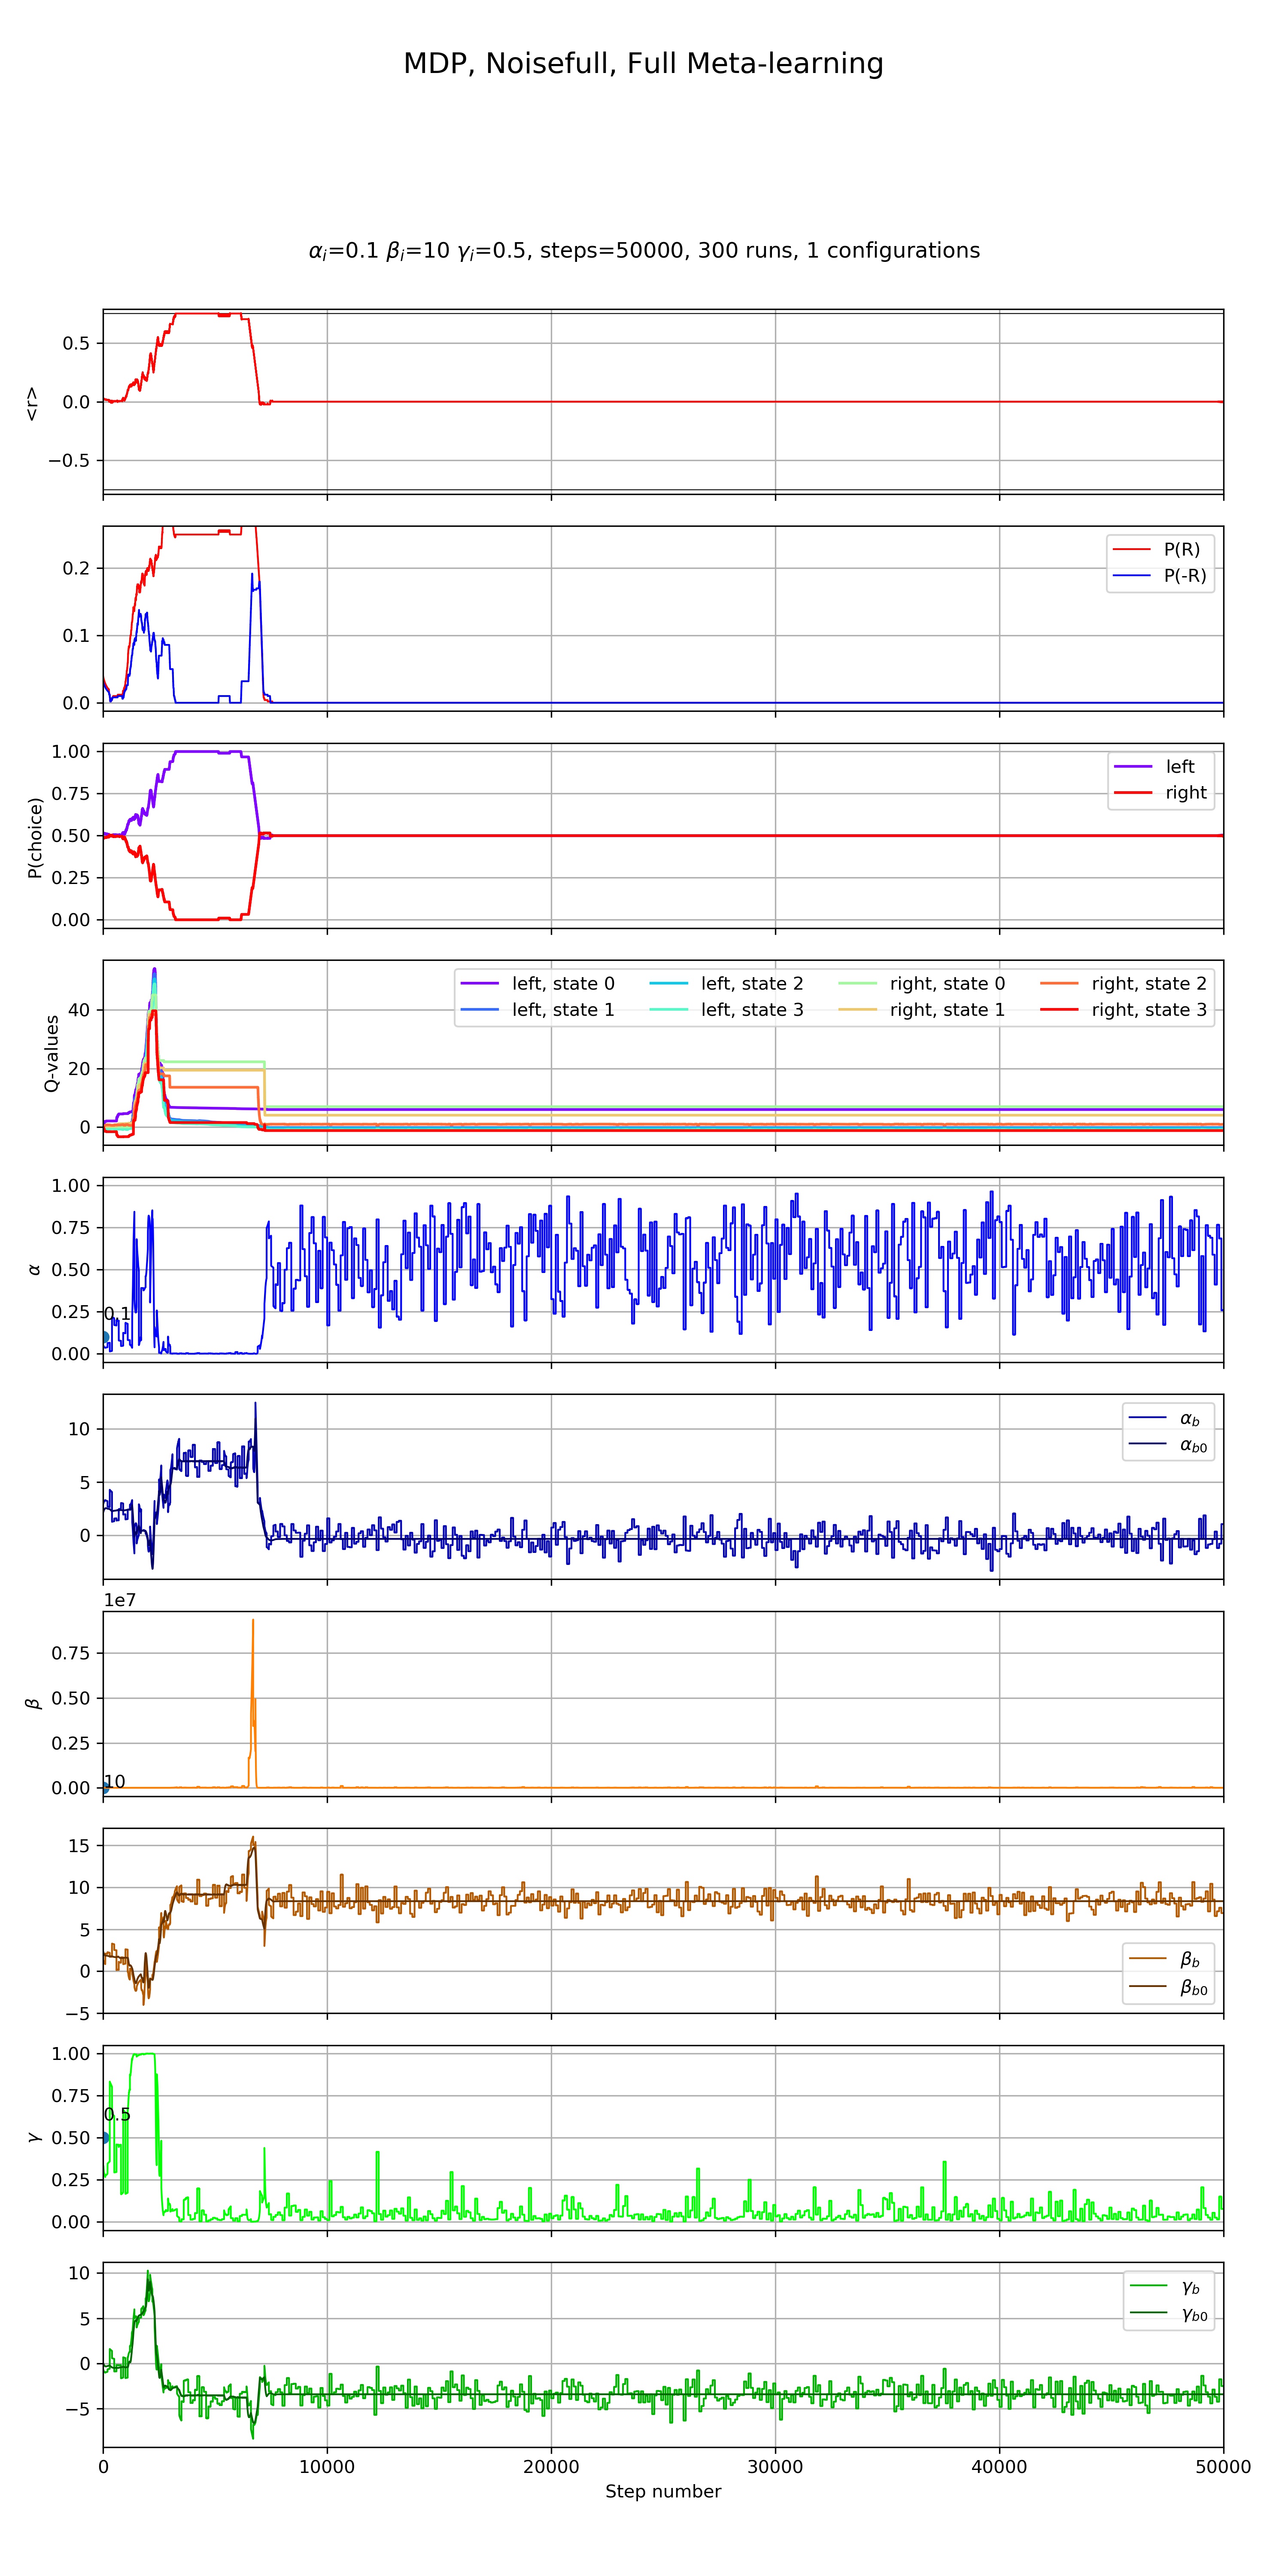 MDP, Noisefull, Full Meta-learning
αᵢ=0.1 βᵢ=10 γᵢ=0.5, steps=50000, 300 runs, 1 configurations
<r>
0.5
0.0
−0.5
0.2
0.1
0.0
P(R)
P(-R)
P(choice)
1.00
0.75
0.50
0.25
0.00
left
right
Q-values
40
20
0
left, state 0
left, state 1
left, state 2
left, state 3
right, state 0
right, state 1
right, state 2
right, state 3
α
1.00
0.75
0.50
0.25
0.00
0.1
10
5
0
α_b
α_b0
1e7
β
0.75
0.50
0.25
0.00
10
15
10
5
0
−5
β_b
β_b0
γ
1.00
0.75
0.50
0.25
0.00
0.5
10
5
0
−5
γ_b
γ_b0
0 10000 20000 30000 40000 50000
Step number